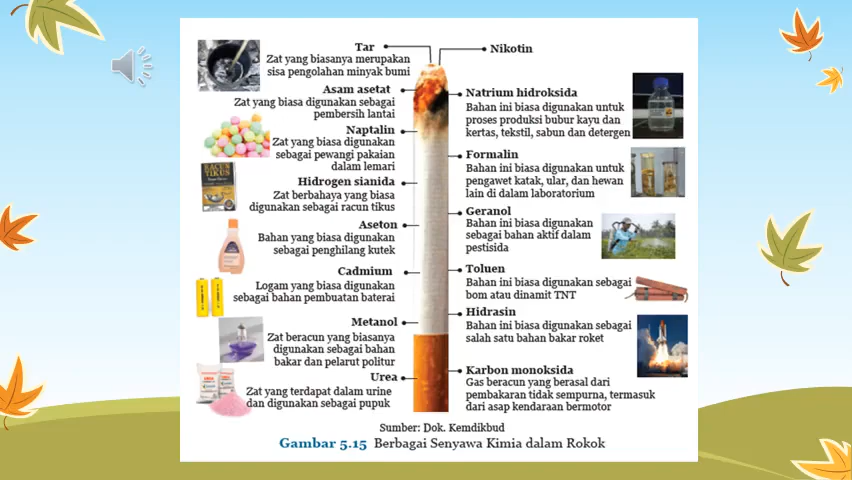 Tar
Zat yang biasanya merupakan
sisa pengolahan minyak bumi
Asam asetat
Zat yang biasa digunakan sebagai
pembersih lantai
Naptalin
Zat yang biasa digunakan
sebagai pewangi pakaian
dalam lemari
Hidrogen sianida
Zat berbahaya yang biasa
digunakan sebagai racun tikus
Aseton
Bahan yang biasa digunakan
sebagai penghilang kutek
Cadmium
Logam yang biasa digunakan
sebagai bahan pembuatan baterai
Metanol
Zat beracun yang biasanya
digunakan sebagai bahan
bakar dan pelarut politur
Urea
Zat yang terdapat dalam urine
dan digunakan sebagai pupuk
Nikotin
Natrium hidroksida
Bahan ini biasa digunakan untuk
proses produksi bubur kayu dan
kertas, tekstil, sabun dan detergen
Formalin
Bahan ini biasa digunakan untuk
pengawet katak, ular, dan hewan
lain di dalam laboratorium
Geranol
Bahan ini biasa digunakan
sebagai bahan aktif dalam
pestisida
Toluen
Bahan ini biasa digunakan sebagai
bom atau dinamit TNT
Hidrasin
Bahan ini biasa digunakan sebagai
salah satu bahan bakar roket
Karbon monoksida
Gas beracun yang berasal dari
pembakaran tidak sempurna, termasuk
dari asap kendaraan bermotor
RACUN
TIKUS
Sumber: Dok. Kemdikbud
Gambar 5.15 Berbagai Senyawa Kimia dalam Rokok